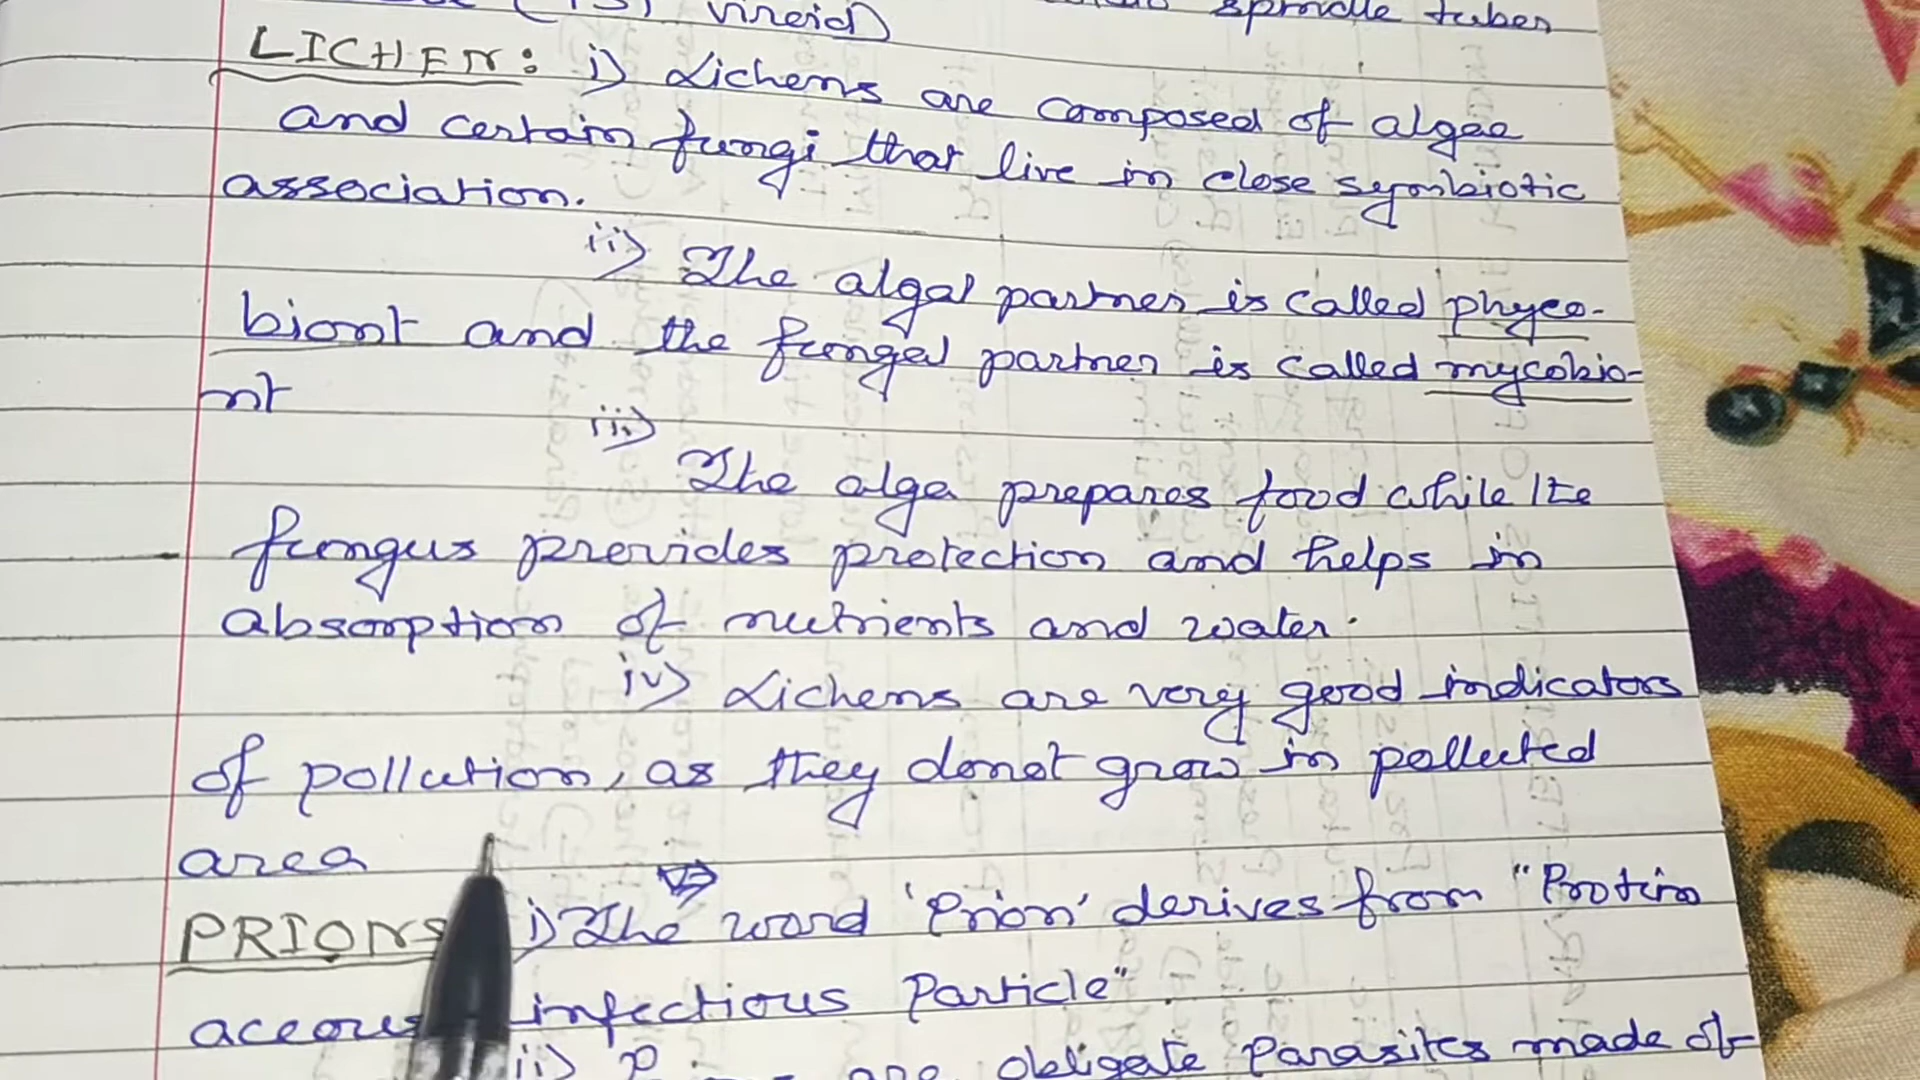 viroid) spindle tuber
LICHEN: i) Lichens are composed of algae
and certain fungi that live in close symbiotic
association.
ii) The algal partner is called phyco-
biont and the fungal partner is called mycobio-
nt
iii)
The algae prepares food while the
fungus provides protection and helps in
absorption of nutrients and water.
iv) Lichens are very good indicators
of pollution, as they donot grow in polluted
area
PRIONS i) The word 'Prion' derives from "Protein
aceous infectious Particle".
ii) P are obligate Parasites made of